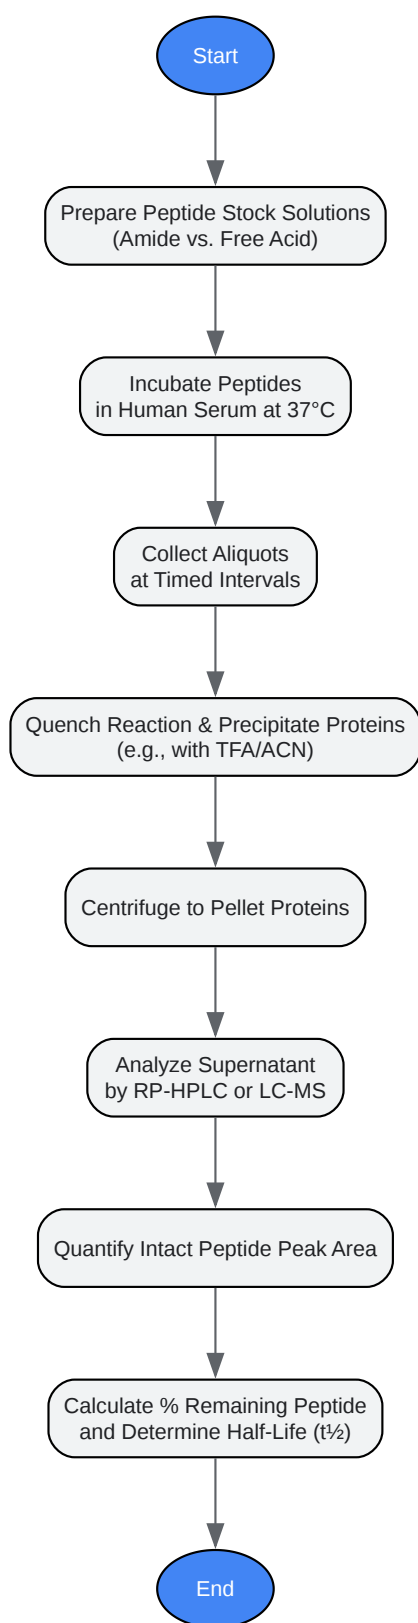 Start
Prepare Peptide Stock Solutions
(Amide vs. Free Acid)
Incubate Peptides
in Human Serum at 37°C
Collect Aliquots
at Timed Intervals
Quench Reaction & Precipitate Proteins
(e.g., with TFA/ACN)
Centrifuge to Pellet Proteins
Analyze Supernatant
by RP-HPLC or LC-MS
Quantify Intact Peptide Peak Area
Calculate % Remaining Peptide
and Determine Half-Life (t½)
End